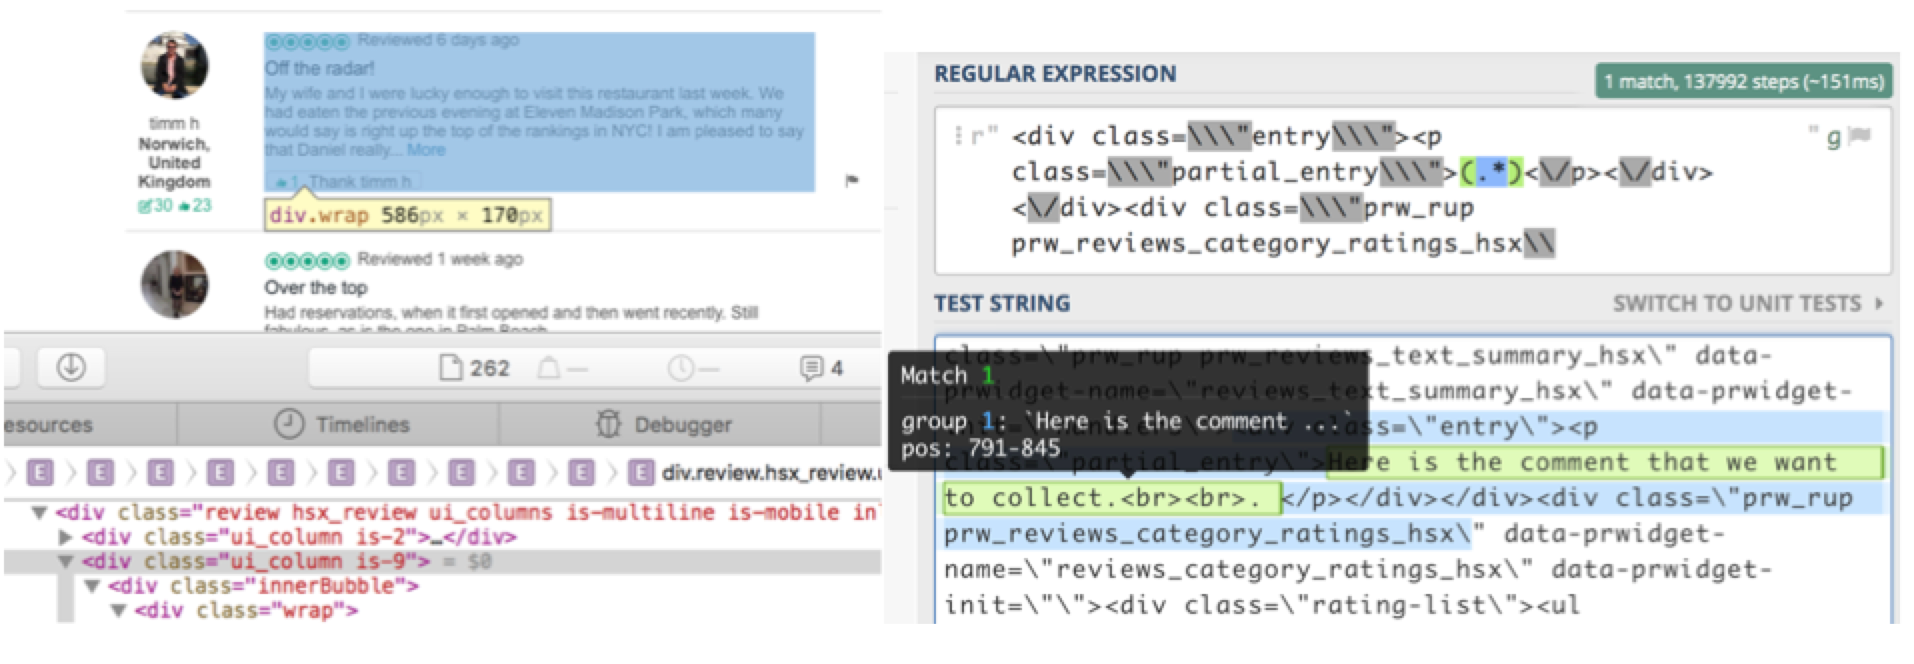 Reviewed 6 days ago
Off the radar!
My wife and I were lucky enough to visit this restaurant last week. We
had eaten the previous evening at Eleven Madison Park, which many
would say is right up the top of the rankings in NYC! I am pleased to say
that Daniel really... More
1 Thank timm h
timm h
Norwich,
United
Kingdom
30 23
div.wrap 586px × 170px
Reviewed 1 week ago
Over the top
Had reservations, when it first opened and then went recently. Still
fabulous, as is the one in Palm Beach
262 — — 4
esources Timelines Debugger
E E E E E E E E E E E div.review.hsx_review.u
<div class="review hsx_review ui_columns is-multiline is-mobile inl
<div class="ui_column is-2">…</div>
<div class="ui_column is-9"> = $0
<div class="innerBubble">
<div class="wrap">
REGULAR EXPRESSION
1 match, 137992 steps (~151ms)
r" <div class=\\\"entry\\\"><p " g
class=\\\"partial_entry\\\">(.*)<\/p><\/div>
<\/div><div class=\\\"prw_rup
prw_reviews_category_ratings_hsx\\
TEST STRING
SWITCH TO UNIT TESTS
class=\"prw_rup prw_reviews_text_summary_hsx\" data-
prwidget-name=\"reviews_text_summary_hsx\" data-prwidget-
init=\"handlers\"><div class=\"entry\"><p
class=\"partial_entry\">Here is the comment that we want
to collect.<br><br>. </p></div></div><div class=\"prw_rup
prw_reviews_category_ratings_hsx\" data-prwidget-
name=\"reviews_category_ratings_hsx\" data-prwidget-
init=\"\"><div class=\"rating-list\"><ul
Match 1
group 1: `Here is the comment ...`
pos: 791-845